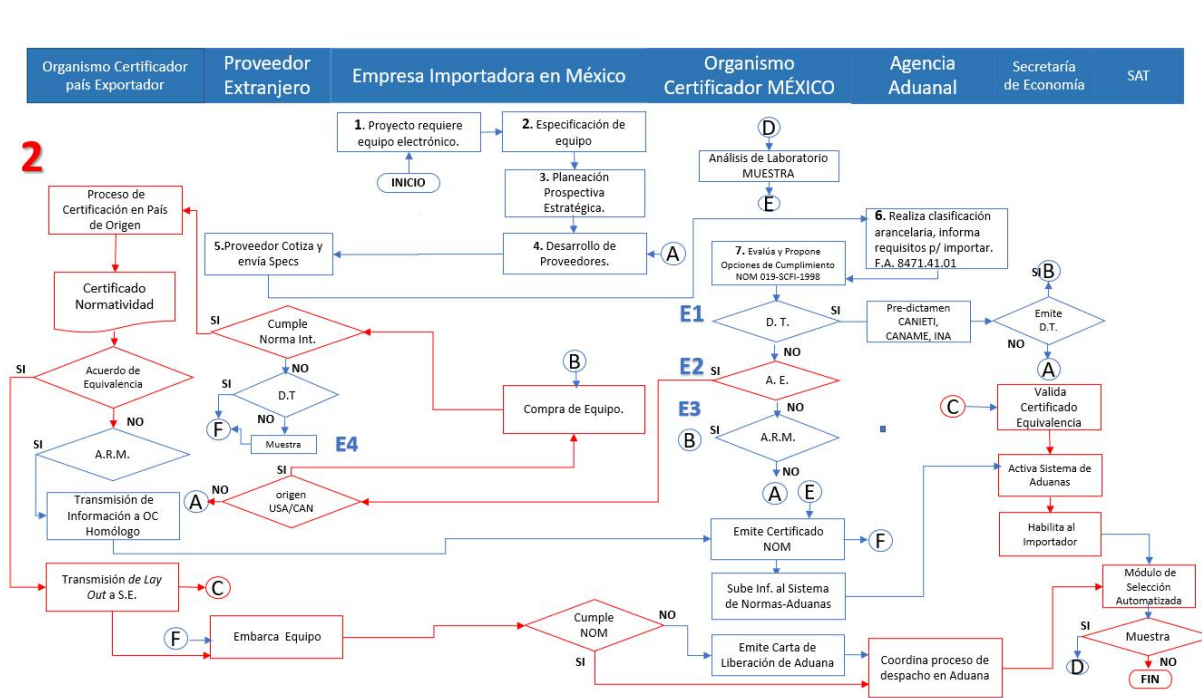 Organismo Certificador
país Exportador
Proveedor
Extranjero
Empresa Importadora en México
Organismo
Certificador MÉXICO
Agencia
Aduanal
Secretaría
de Economía
SAT
2
1. Proyecto requiere
equipo electrónico.
INICIO
2. Especificación de
equipo
3. Planeación
Prospectiva
Estratégica.
4. Desarrollo de
Proveedores.
A
5.Proveedor Cotiza y
envía Specs
D
Análisis de Laboratorio
MUESTRA
E
6. Realiza clasificación
arancelaria, informa
requisitos p/ importar.
F.A. 8471.41.01
7. Evalúa y Propone
Opciones de Cumplimiento
NOM 019-SCFI-1998
Proceso de
Certificación en País
de Origen
Certificado
Normatividad
SI
Acuerdo de
Equivalencia
NO
SI
A.R.M.
Transmisión de
Información a OC
Homólogo
Transmisión de Lay
Out a S.E.
C
SI
Cumple
Norma Int.
NO
SI
D.T
NO
F
Muestra
E4
SI
NO
A
origen
USA/CAN
B
Compra de Equipo.
E1
D. T.
SI
NO
Pre-dictamen
CANIETI,
CANAME, INA
SI
B
Emite
D.T.
NO
A
E2
SI
A. E.
NO
E3
B
A.R.M.
NO
A
E
C
Valida
Certificado
Equivalencia
Activa Sistema de
Aduanas
Habilita al
Importador
Emite Certificado
NOM
F
Sube Inf. al Sistema
de Normas-Aduanas
Módulo de
Selección
Automatizada
SI
Muestra
D
NO
FIN
F
Embarca Equipo
Cumple
NOM
NO
SI
Emite Carta de
Liberación de Aduana
Coordina proceso de
despacho en Aduana